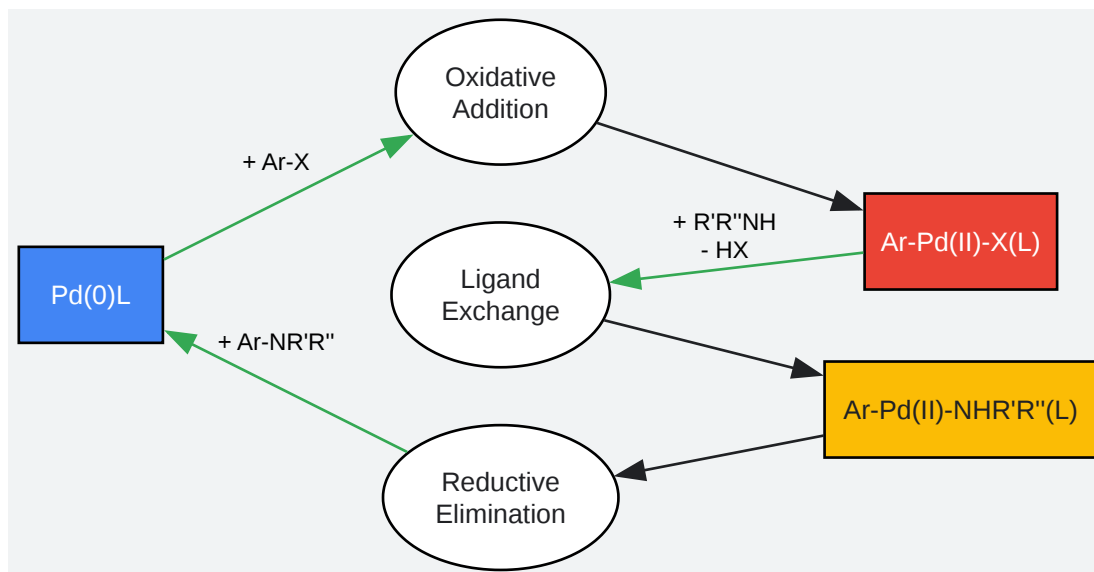 Oxidative
Addition
+ Ar-X
+ R'R''NH
- HX
Ar-Pd(II)-X(L)
Pd(0)L
Ligand
Exchange
+ Ar-NR'R''
Ar-Pd(II)-NHR'R''(L)
Reductive
Elimination